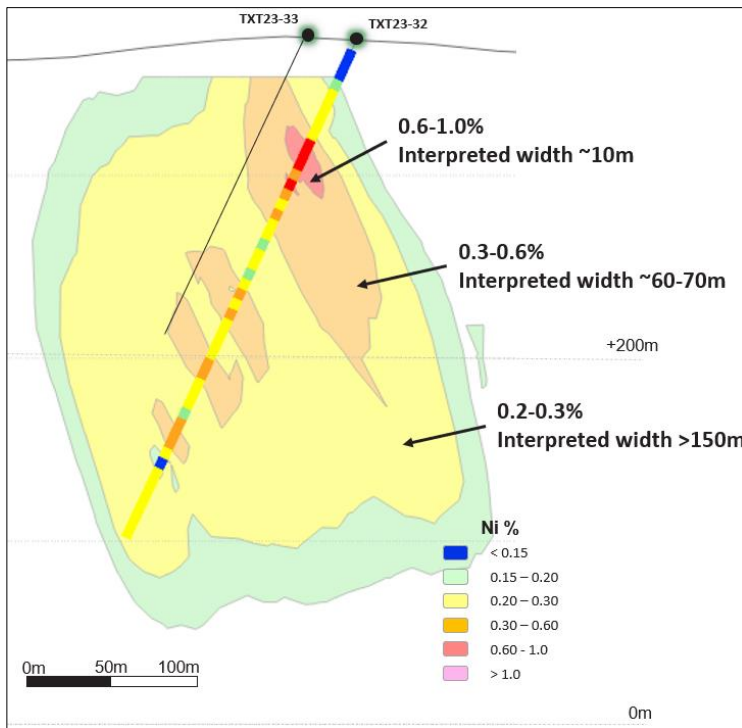 TXT23-33
TXT23-32
0.6-1.0%
Interpreted width ~10m
0.3-0.6%
Interpreted width ~60-70m
+200m
0.2-0.3%
Interpreted width >150m
Ni %
< 0.15
0.15 – 0.20
0.20 – 0.30
0.30 – 0.60
0.60 - 1.0
> 1.0
0m 50m 100m
0m